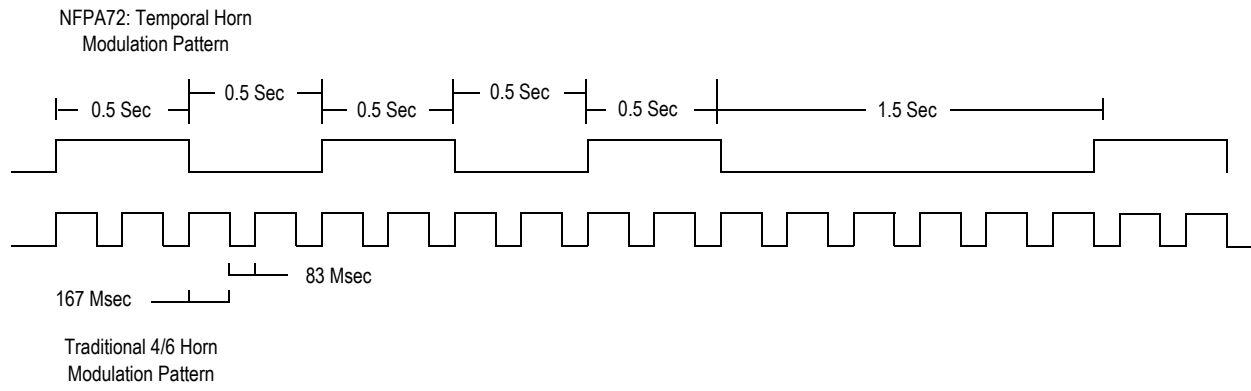 NFPA72: Temporal Horn
Modulation Pattern
0.5 Sec
0.5 Sec
0.5 Sec
0.5 Sec
0.5 Sec
1.5 Sec
83 Msec
167 Msec
Traditional 4/6 Horn
Modulation Pattern